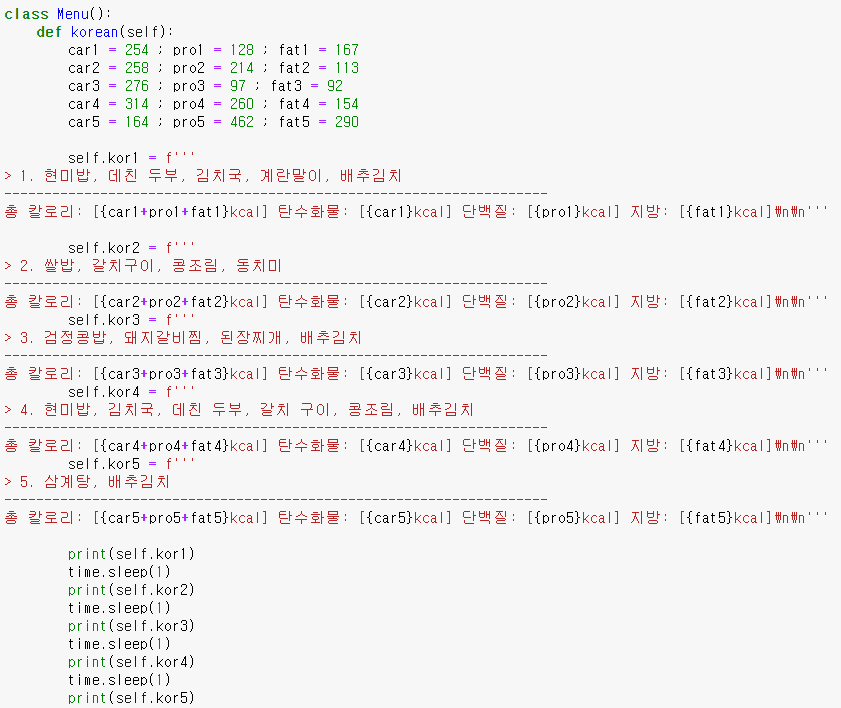 class Menu():
    def korean(self):
        car1 = 254 ; pro1 = 128 ; fat1 = 167
        car2 = 258 ; pro2 = 214 ; fat2 = 113
        car3 = 276 ; pro3 = 97 ; fat3 = 92
        car4 = 314 ; pro4 = 260 ; fat4 = 154
        car5 = 164 ; pro5 = 462 ; fat5 = 290
        self.kor1 = f'''
> 1. 현미밥, 데친 두부, 김치국, 계란말이, 배추김치
--------------------------------------------------------------------
총 칼로리: [{car1+pro1+fat1}kcal] 탄수화물: [{car1}kcal] 단백질: [{pro1}kcal] 지방: [{fat1}kcal]₩n₩n'''
        self.kor2 = f'''
> 2. 쌀밥, 갈치구이, 콩조림, 동치미
--------------------------------------------------------------------
총 칼로리: [{car2+pro2+fat2}kcal] 탄수화물: [{car2}kcal] 단백질: [{pro2}kcal] 지방: [{fat2}kcal]₩n₩n'''
        self.kor3 = f'''
> 3. 검정콩밥, 돼지갈비찜, 된장찌개, 배추김치
--------------------------------------------------------------------
총 칼로리: [{car3+pro3+fat3}kcal] 탄수화물: [{car3}kcal] 단백질: [{pro3}kcal] 지방: [{fat3}kcal]₩n₩n'''
        self.kor4 = f'''
> 4. 현미밥, 김치국, 데친 두부, 갈치 구이, 콩조림, 배추김치
--------------------------------------------------------------------
총 칼로리: [{car4+pro4+fat4}kcal] 탄수화물: [{car4}kcal] 단백질: [{pro4}kcal] 지방: [{fat4}kcal]₩n₩n'''
        self.kor5 = f'''
> 5. 삼계탕, 배추김치
--------------------------------------------------------------------
총 칼로리: [{car5+pro5+fat5}kcal] 탄수화물: [{car5}kcal] 단백질: [{pro5}kcal] 지방: [{fat5}kcal]₩n₩n'''
        print(self.kor1)
        time.sleep(1)
        print(self.kor2)
        time.sleep(1)
        print(self.kor3)
        time.sleep(1)
        print(self.kor4)
        time.sleep(1)
        print(self.kor5)